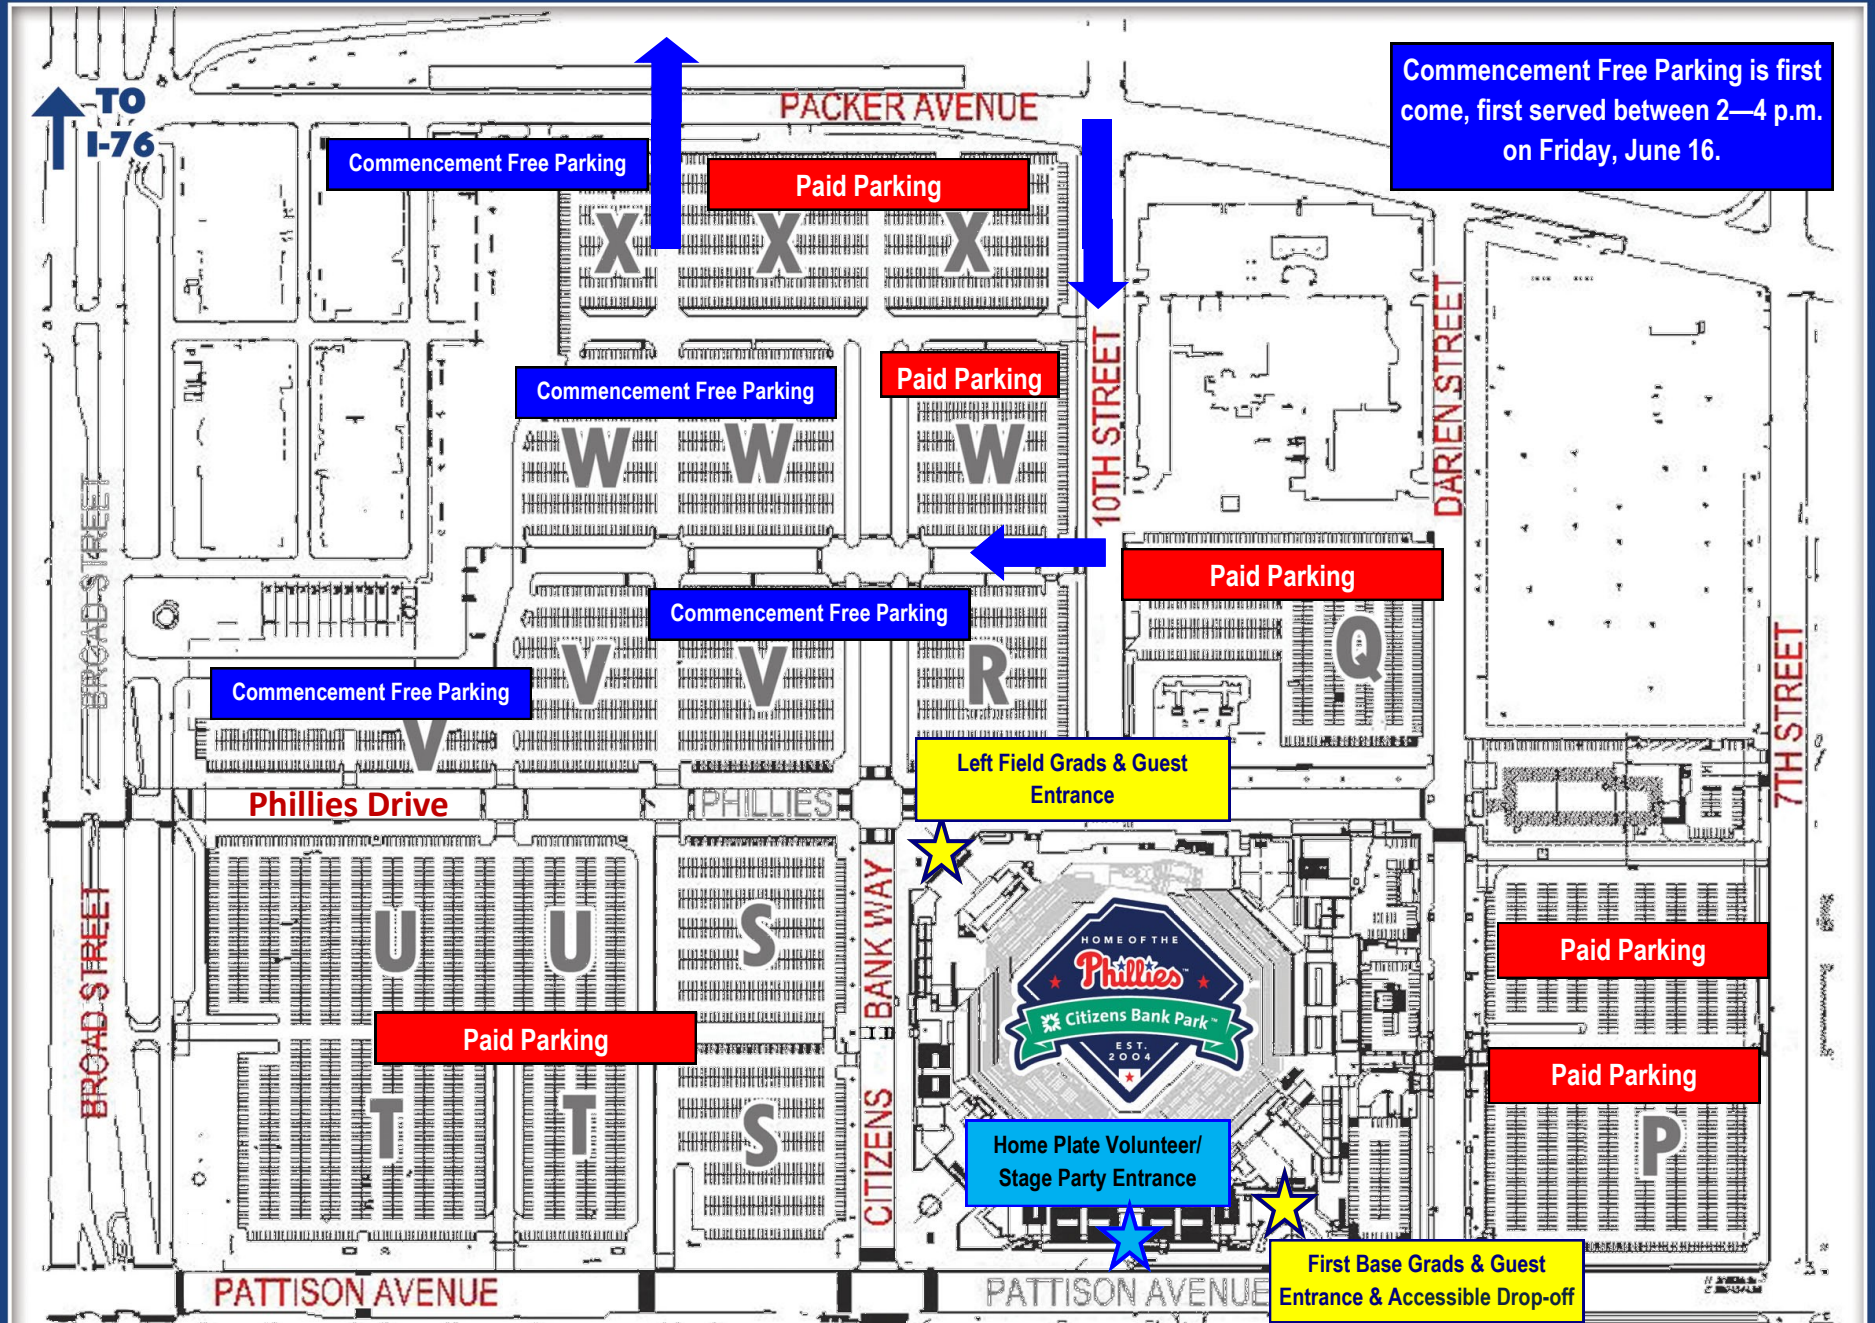 TO
I-76
PACKER AVENUE
Commencement Free Parking is first
come, first served between 2—4 p.m.
on Friday, June 16.
Commencement Free Parking
Paid Parking
X
X
X
10TH STREET
DARIEN STREET
Commencement Free Parking
Paid Parking
W
W
W
BROAD STREET
Paid Parking
Commencement Free Parking
Q
V
V
R
7TH STREET
Commencement Free Parking
V
Left Field Grads & Guest
Entrance
Phillies Drive
PHILLIES
BROAD STREET
U
U
S
CITIZENS BANK WAY
HOME OF THE
Phillies™
Citizens Bank Park™
EST.
2004
Paid Parking
Paid Parking
Paid Parking
T
T
S
P
Home Plate Volunteer/
Stage Party Entrance
First Base Grads & Guest
Entrance & Accessible Drop-off
PATTISON AVENUE
PATTISON AVENUE